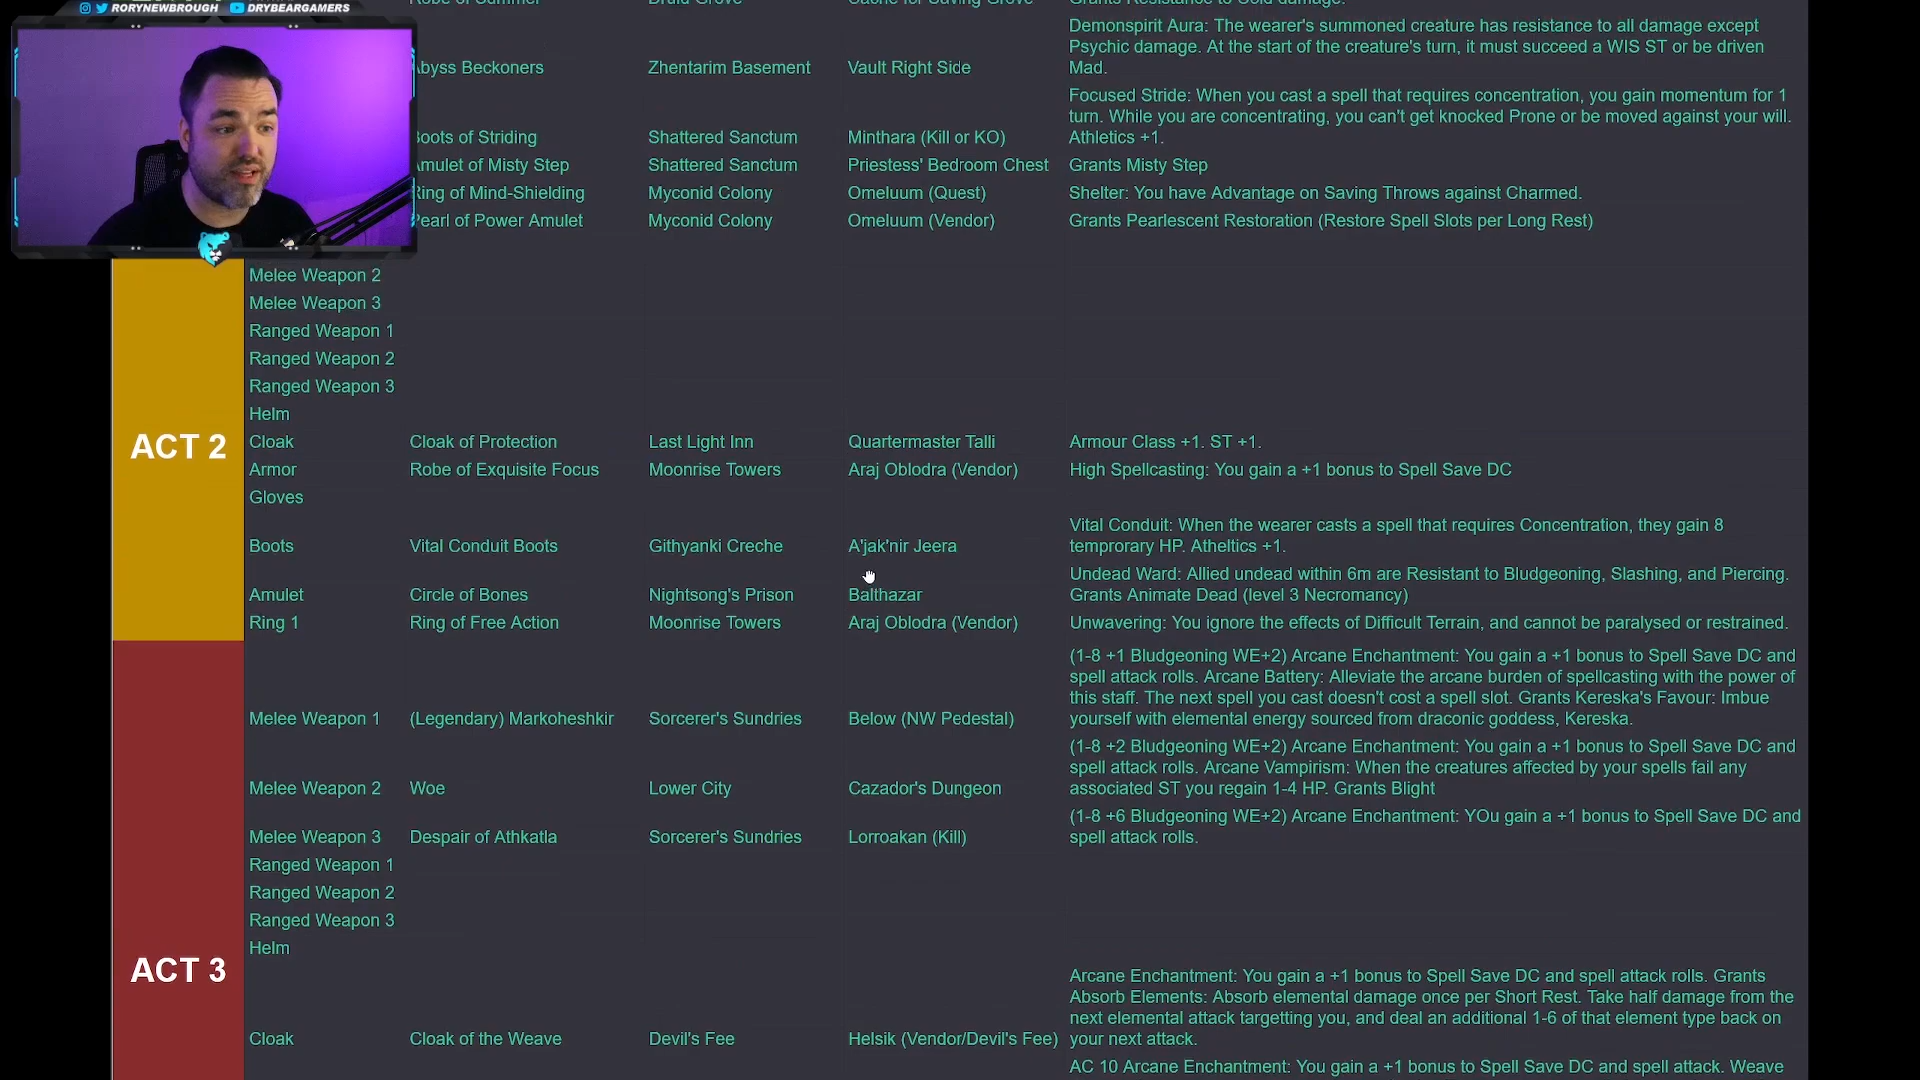 RORYNEWBROUGH DRYBEARGAMERS
Demonspirit Aura: The wearer's summoned creature has resistance to all damage except
Psychic damage. At the start of the creature's turn, it must succeed a WIS ST or be driven
Abyss Beckoners Zhentarim Basement Vault Right Side Mad.
Focused Stride: When you cast a spell that requires concentration, you gain momentum for 1
turn. While you are concentrating, you can't get knocked Prone or be moved against your will.
Boots of Striding Shattered Sanctum Minthara (Kill or KO) Athletics +1.
Amulet of Misty Step Shattered Sanctum Priestess' Bedroom Chest Grants Misty Step
Ring of Mind-Shielding Myconid Colony Omeluum (Quest) Shelter: You have Advantage on Saving Throws against Charmed.
Pearl of Power Amulet Myconid Colony Omeluum (Vendor) Grants Pearlescent Restoration (Restore Spell Slots per Long Rest)
Melee Weapon 2
Melee Weapon 3
Ranged Weapon 1
Ranged Weapon 2
Ranged Weapon 3
Helm
ACT 2
Cloak Cloak of Protection Last Light Inn Quartermaster Talli Armour Class +1. ST +1.
Armor Robe of Exquisite Focus Moonrise Towers Araj Oblodra (Vendor) High Spellcasting: You gain a +1 bonus to Spell Save DC
Gloves
Vital Conduit: When the wearer casts a spell that requires Concentration, they gain 8
Boots Vital Conduit Boots Githyanki Creche A'jak'nir Jeera temprorary HP. Atheltics +1.
Undead Ward: Allied undead within 6m are Resistant to Bludgeoning, Slashing, and Piercing.
Amulet Circle of Bones Nightsong's Prison Balthazar Grants Animate Dead (level 3 Necromancy)
Ring 1 Ring of Free Action Moonrise Towers Araj Oblodra (Vendor) Unwavering: You ignore the effects of Difficult Terrain, and cannot be paralysed or restrained.
(1-8 +1 Bludgeoning WE+2) Arcane Enchantment: You gain a +1 bonus to Spell Save DC and
spell attack rolls. Arcane Battery: Alleviate the arcane burden of spellcasting with the power of
this staff. The next spell you cast doesn't cost a spell slot. Grants Kereska's Favour: Imbue
Melee Weapon 1 (Legendary) Markoheshkir Sorcerer's Sundries Below (NW Pedestal) yourself with elemental energy sourced from draconic goddess, Kereska.
(1-8 +2 Bludgeoning WE+2) Arcane Enchantment: You gain a +1 bonus to Spell Save DC and
spell attack rolls. Arcane Vampirism: When the creatures affected by your spells fail any
Melee Weapon 2 Woe Lower City Cazador's Dungeon associated ST you regain 1-4 HP. Grants Blight
(1-8 +6 Bludgeoning WE+2) Arcane Enchantment: YOu gain a +1 bonus to Spell Save DC and
Melee Weapon 3 Despair of Athkatla Sorcerer's Sundries Lorroakan (Kill) spell attack rolls.
Ranged Weapon 1
Ranged Weapon 2
Ranged Weapon 3
Helm
ACT 3
Arcane Enchantment: You gain a +1 bonus to Spell Save DC and spell attack rolls. Grants
Absorb Elements: Absorb elemental damage once per Short Rest. Take half damage from the
next elemental attack targetting you, and deal an additional 1-6 of that element type back on
Cloak Cloak of the Weave Devil's Fee Helsik (Vendor/Devil's Fee) your next attack.
AC 10 Arcane Enchantment: You gain a +1 bonus to Spell Save DC and spell attack. Weave